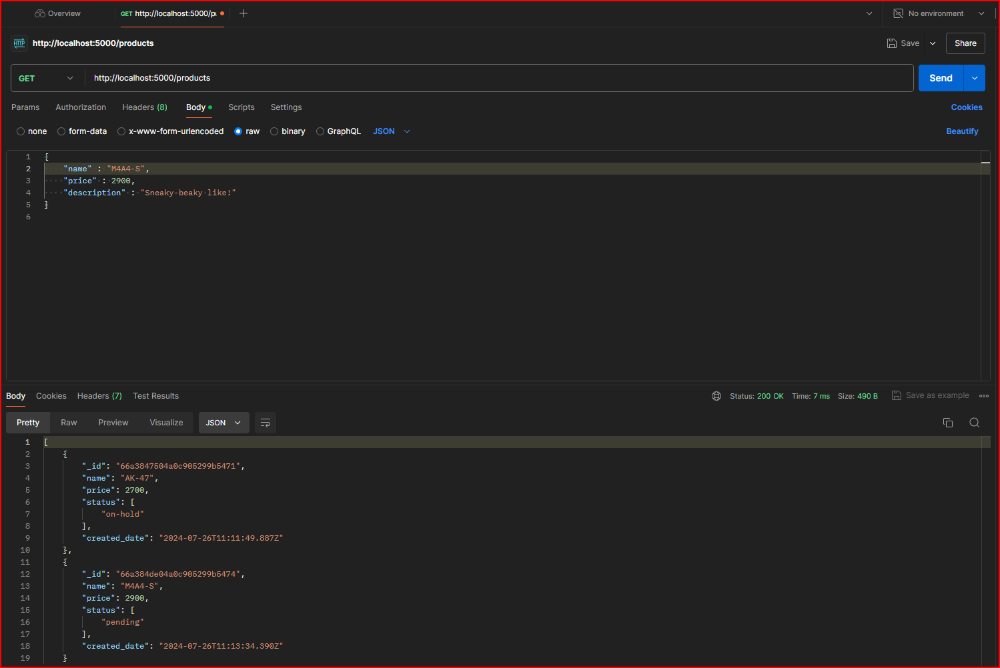 Overview
GET http://localhost:5000/pr
No environment
HTTP
http://localhost:5000/products
Save
Share
GET
http://localhost:5000/products
Send
Params Authorization Headers (8) Body Scripts Settings Cookies
none form-data x-www-form-urlencoded raw binary GraphQL JSON Beautify
1 {
2 "name" : "M4A4-S",
3 "price" : 2900,
4 "description" : "Sneaky-beaky like!"
5 }
6
Body Cookies Headers (7) Test Results Status: 200 OK Time: 7 ms Size: 490 B Save as example
Pretty Raw Preview Visualize JSON
1 [
2 {
3 "_id": "66a3847504a0c905299b5471",
4 "name": "AK-47",
5 "price": 2700,
6 "status": [
7 "on-hold"
8 ],
9 "created_date": "2024-07-26T11:11:49.887Z"
10 },
11 {
12 "_id": "66a384de04a0c905299b5474",
13 "name": "M4A4-S",
14 "price": 2900,
15 "status": [
16 "pending"
17 ],
18 "created_date": "2024-07-26T11:13:34.390Z"
19 }